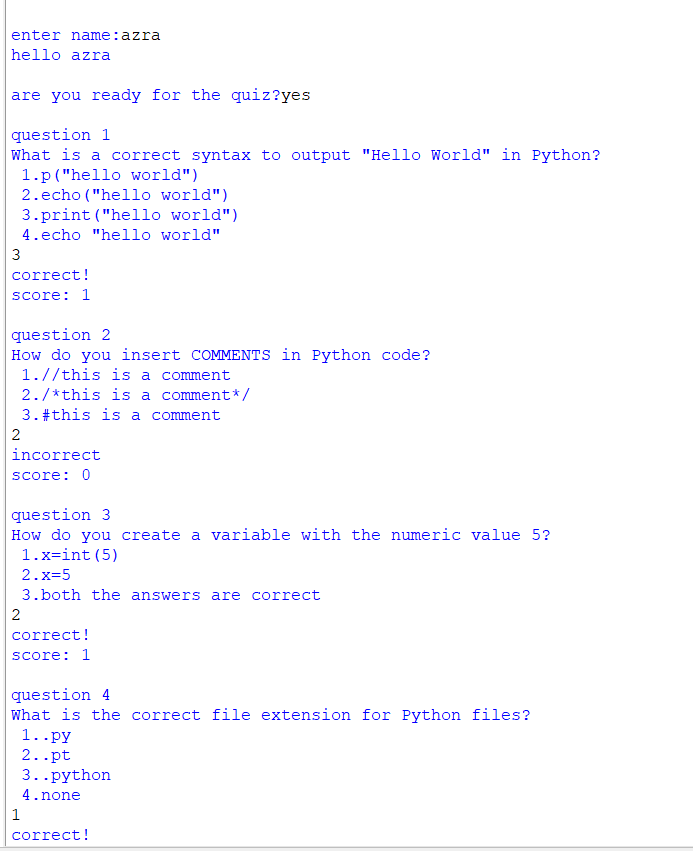 enter name:azra
hello azra
are you ready for the quiz?yes
question 1
What is a correct syntax to output "Hello World" in Python?
1.p("hello world")
2.echo("hello world")
3.print("hello world")
4.echo "hello world"
3
correct!
score: 1
question 2
How do you insert COMMENTS in Python code?
1.//this is a comment
2./*this is a comment*/
3.#this is a comment
2
incorrect
score: 0
question 3
How do you create a variable with the numeric value 5?
1.x=int(5)
2.x=5
3.both the answers are correct
2
correct!
score: 1
question 4
What is the correct file extension for Python files?
1..py
2..pt
3..python
4.none
1
correct!